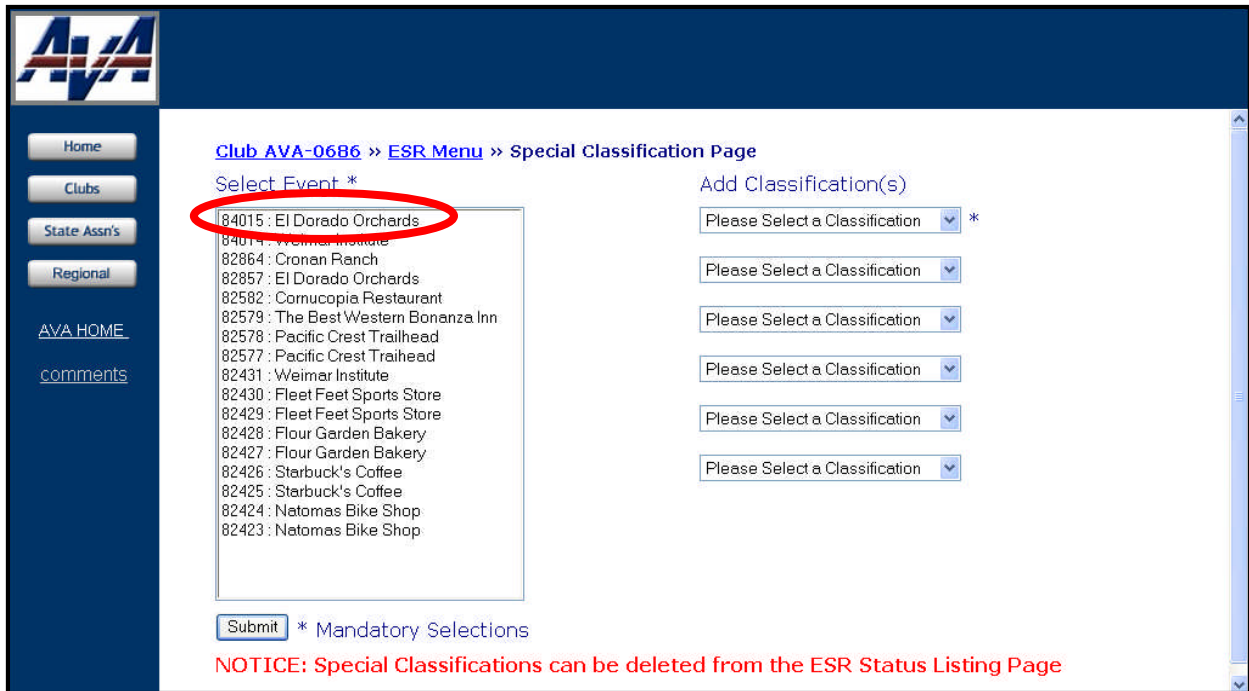 AVA
Home
Clubs
State Assn's
Regional
AVA HOME
comments
Club AVA-0686 » ESR Menu » Special Classification Page
Select Event *
84015 : El Dorado Orchards
84014 : Weimar Institute
82864 : Cronan Ranch
82857 : El Dorado Orchards
82582 : Cornucopia Restaurant
82579 : The Best Western Bonanza Inn
82578 : Pacific Crest Trailhead
82577 : Pacific Crest Traihead
82431 : Weimar Institute
82430 : Fleet Feet Sports Store
82429 : Fleet Feet Sports Store
82428 : Flour Garden Bakery
82427 : Flour Garden Bakery
82426 : Starbuck's Coffee
82425 : Starbuck's Coffee
82424 : Natomas Bike Shop
82423 : Natomas Bike Shop
Add Classification(s)
Please Select a Classification *
Please Select a Classification
Please Select a Classification
Please Select a Classification
Please Select a Classification
Please Select a Classification
Submit * Mandatory Selections
NOTICE: Special Classifications can be deleted from the ESR Status Listing Page